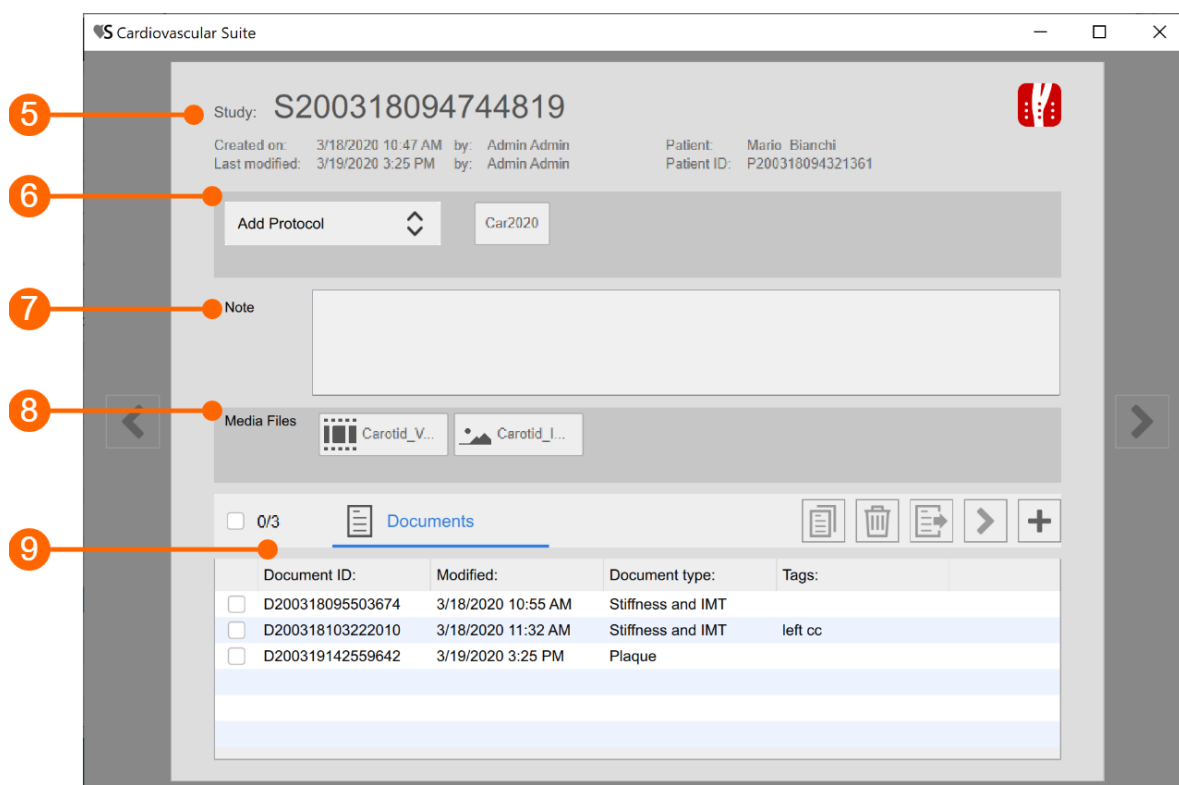 S Cardiovascular Suite
5
Study: S200318094744819
Created on: 3/18/2020 10:47 AM by: Admin Admin Patient: Mario Bianchi
Last modified: 3/19/2020 3:25 PM by: Admin Admin Patient ID: P200318094321361
6
Add Protocol Car2020
7
Note
8
Media Files Carotid_V... Carotid_I...
0/3 Documents
9
Document ID: Modified: Document type: Tags:
D200318095503674 3/18/2020 10:55 AM Stiffness and IMT
D200318103222010 3/18/2020 11:32 AM Stiffness and IMT left cc
D200319142559642 3/19/2020 3:25 PM Plaque